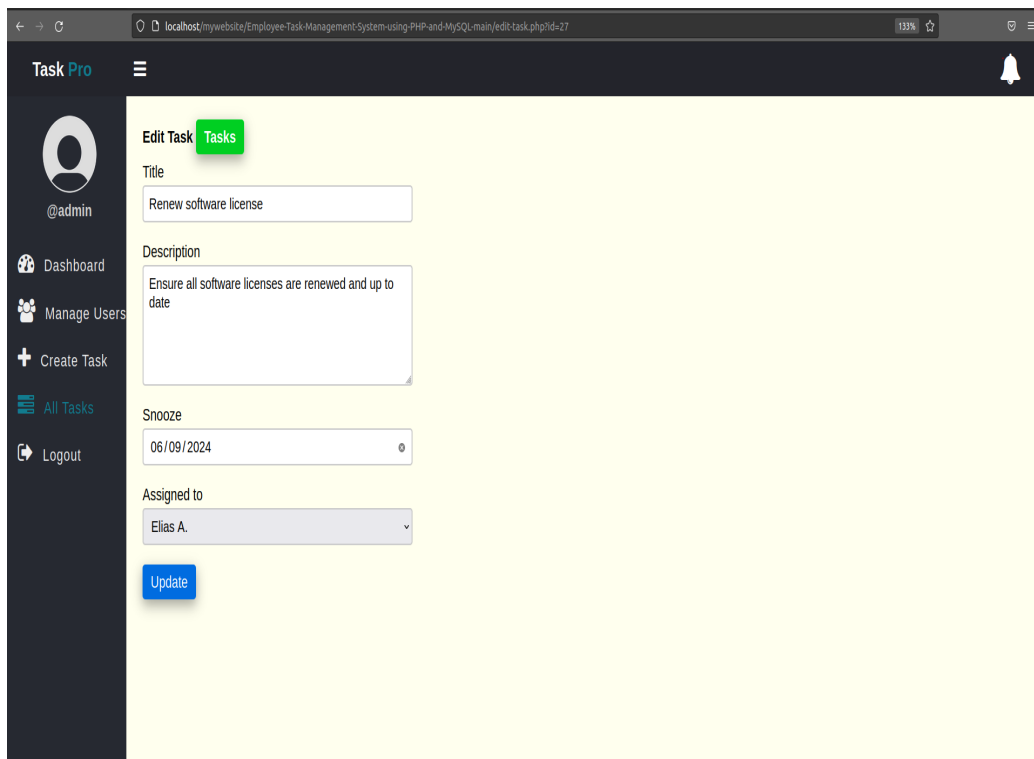 localhost/mywebsite/Employee-Task-Management-System-using-PHP-and-MySQL-main/edit-task.php?id=27
133%
Task Pro
@admin
Dashboard
Manage Users
Create Task
All Tasks
Logout
Edit Task Tasks
Title
Renew software license
Description
Ensure all software licenses are renewed and up to
date
Snooze
06/09/2024
Assigned to
Elias A.
Update